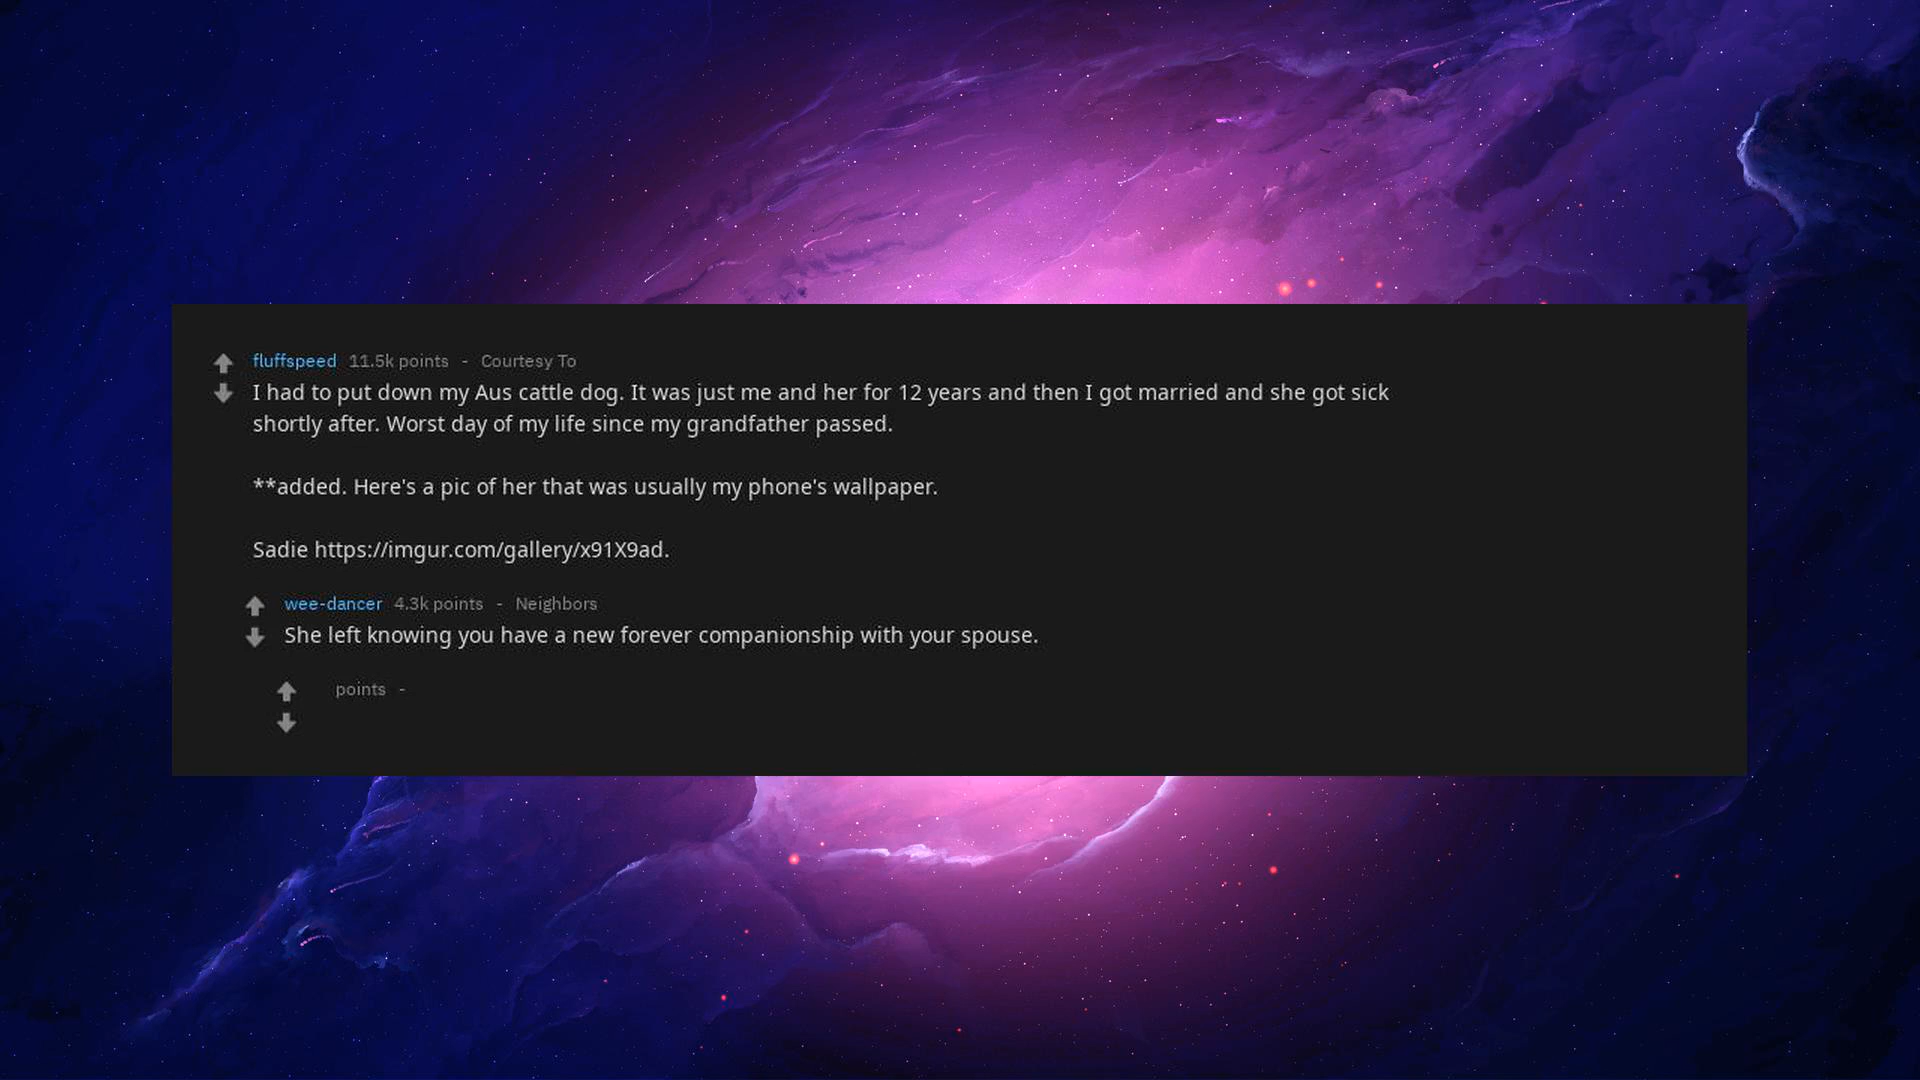 fluffspeed 11.5k points - Courtesy To
I had to put down my Aus cattle dog. It was just me and her for 12 years and then I got married and she got sick
shortly after. Worst day of my life since my grandfather passed.
**added. Here's a pic of her that was usually my phone's wallpaper.
Sadie https://imgur.com/gallery/x91X9ad.
wee-dancer 4.3k points - Neighbors
She left knowing you have a new forever companionship with your spouse.
points -